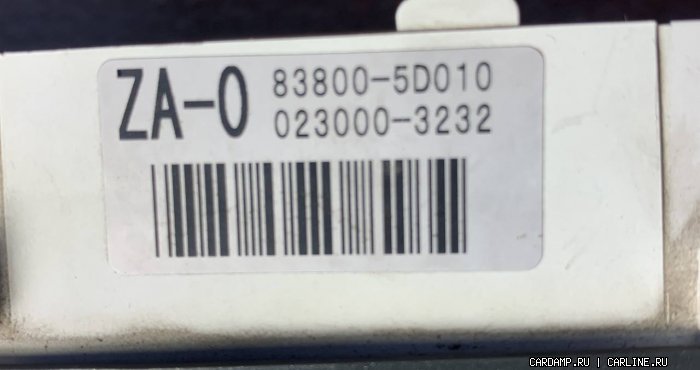 ZA-0 83800-5D010
023000-3232
CARDAMP.RU | CARLINE.RU